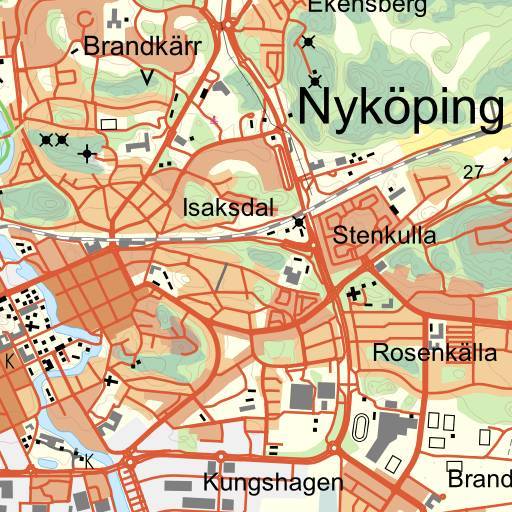 Ekensberg
Brandkärr
Nyköping
27
Isaksdal
Stenkulla
Rosenkälla
K
K
Kungshagen
Brand